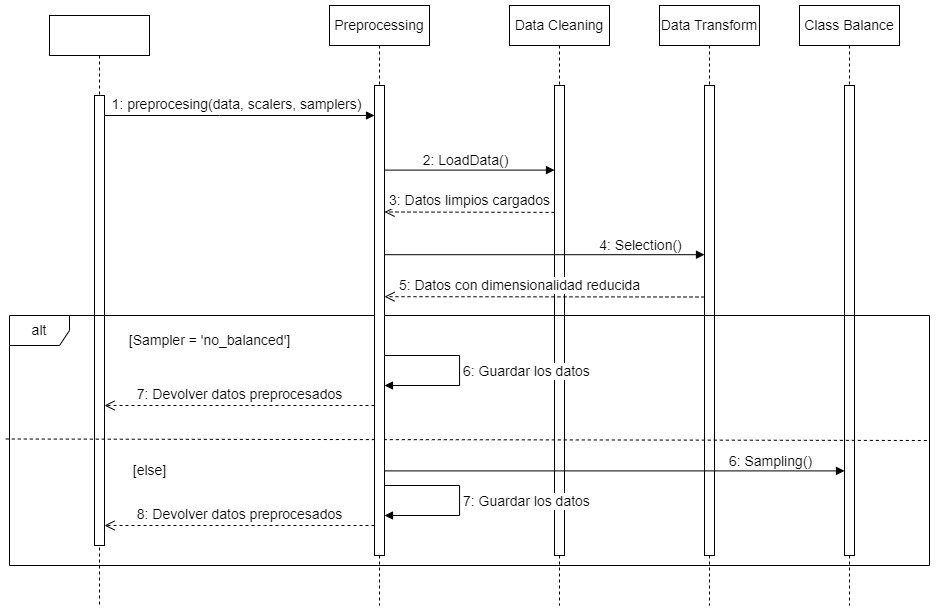 Preprocessing
Data Cleaning
Data Transform
Class Balance
1: preprocesing(data, scalers, samplers)
2: LoadData()
3: Datos limpios cargados
4: Selection()
5: Datos con dimensionalidad reducida
alt
[Sampler = 'no_balanced']
6: Guardar los datos
7: Devolver datos preprocesados
[else]
6: Sampling()
7: Guardar los datos
8: Devolver datos preprocesados